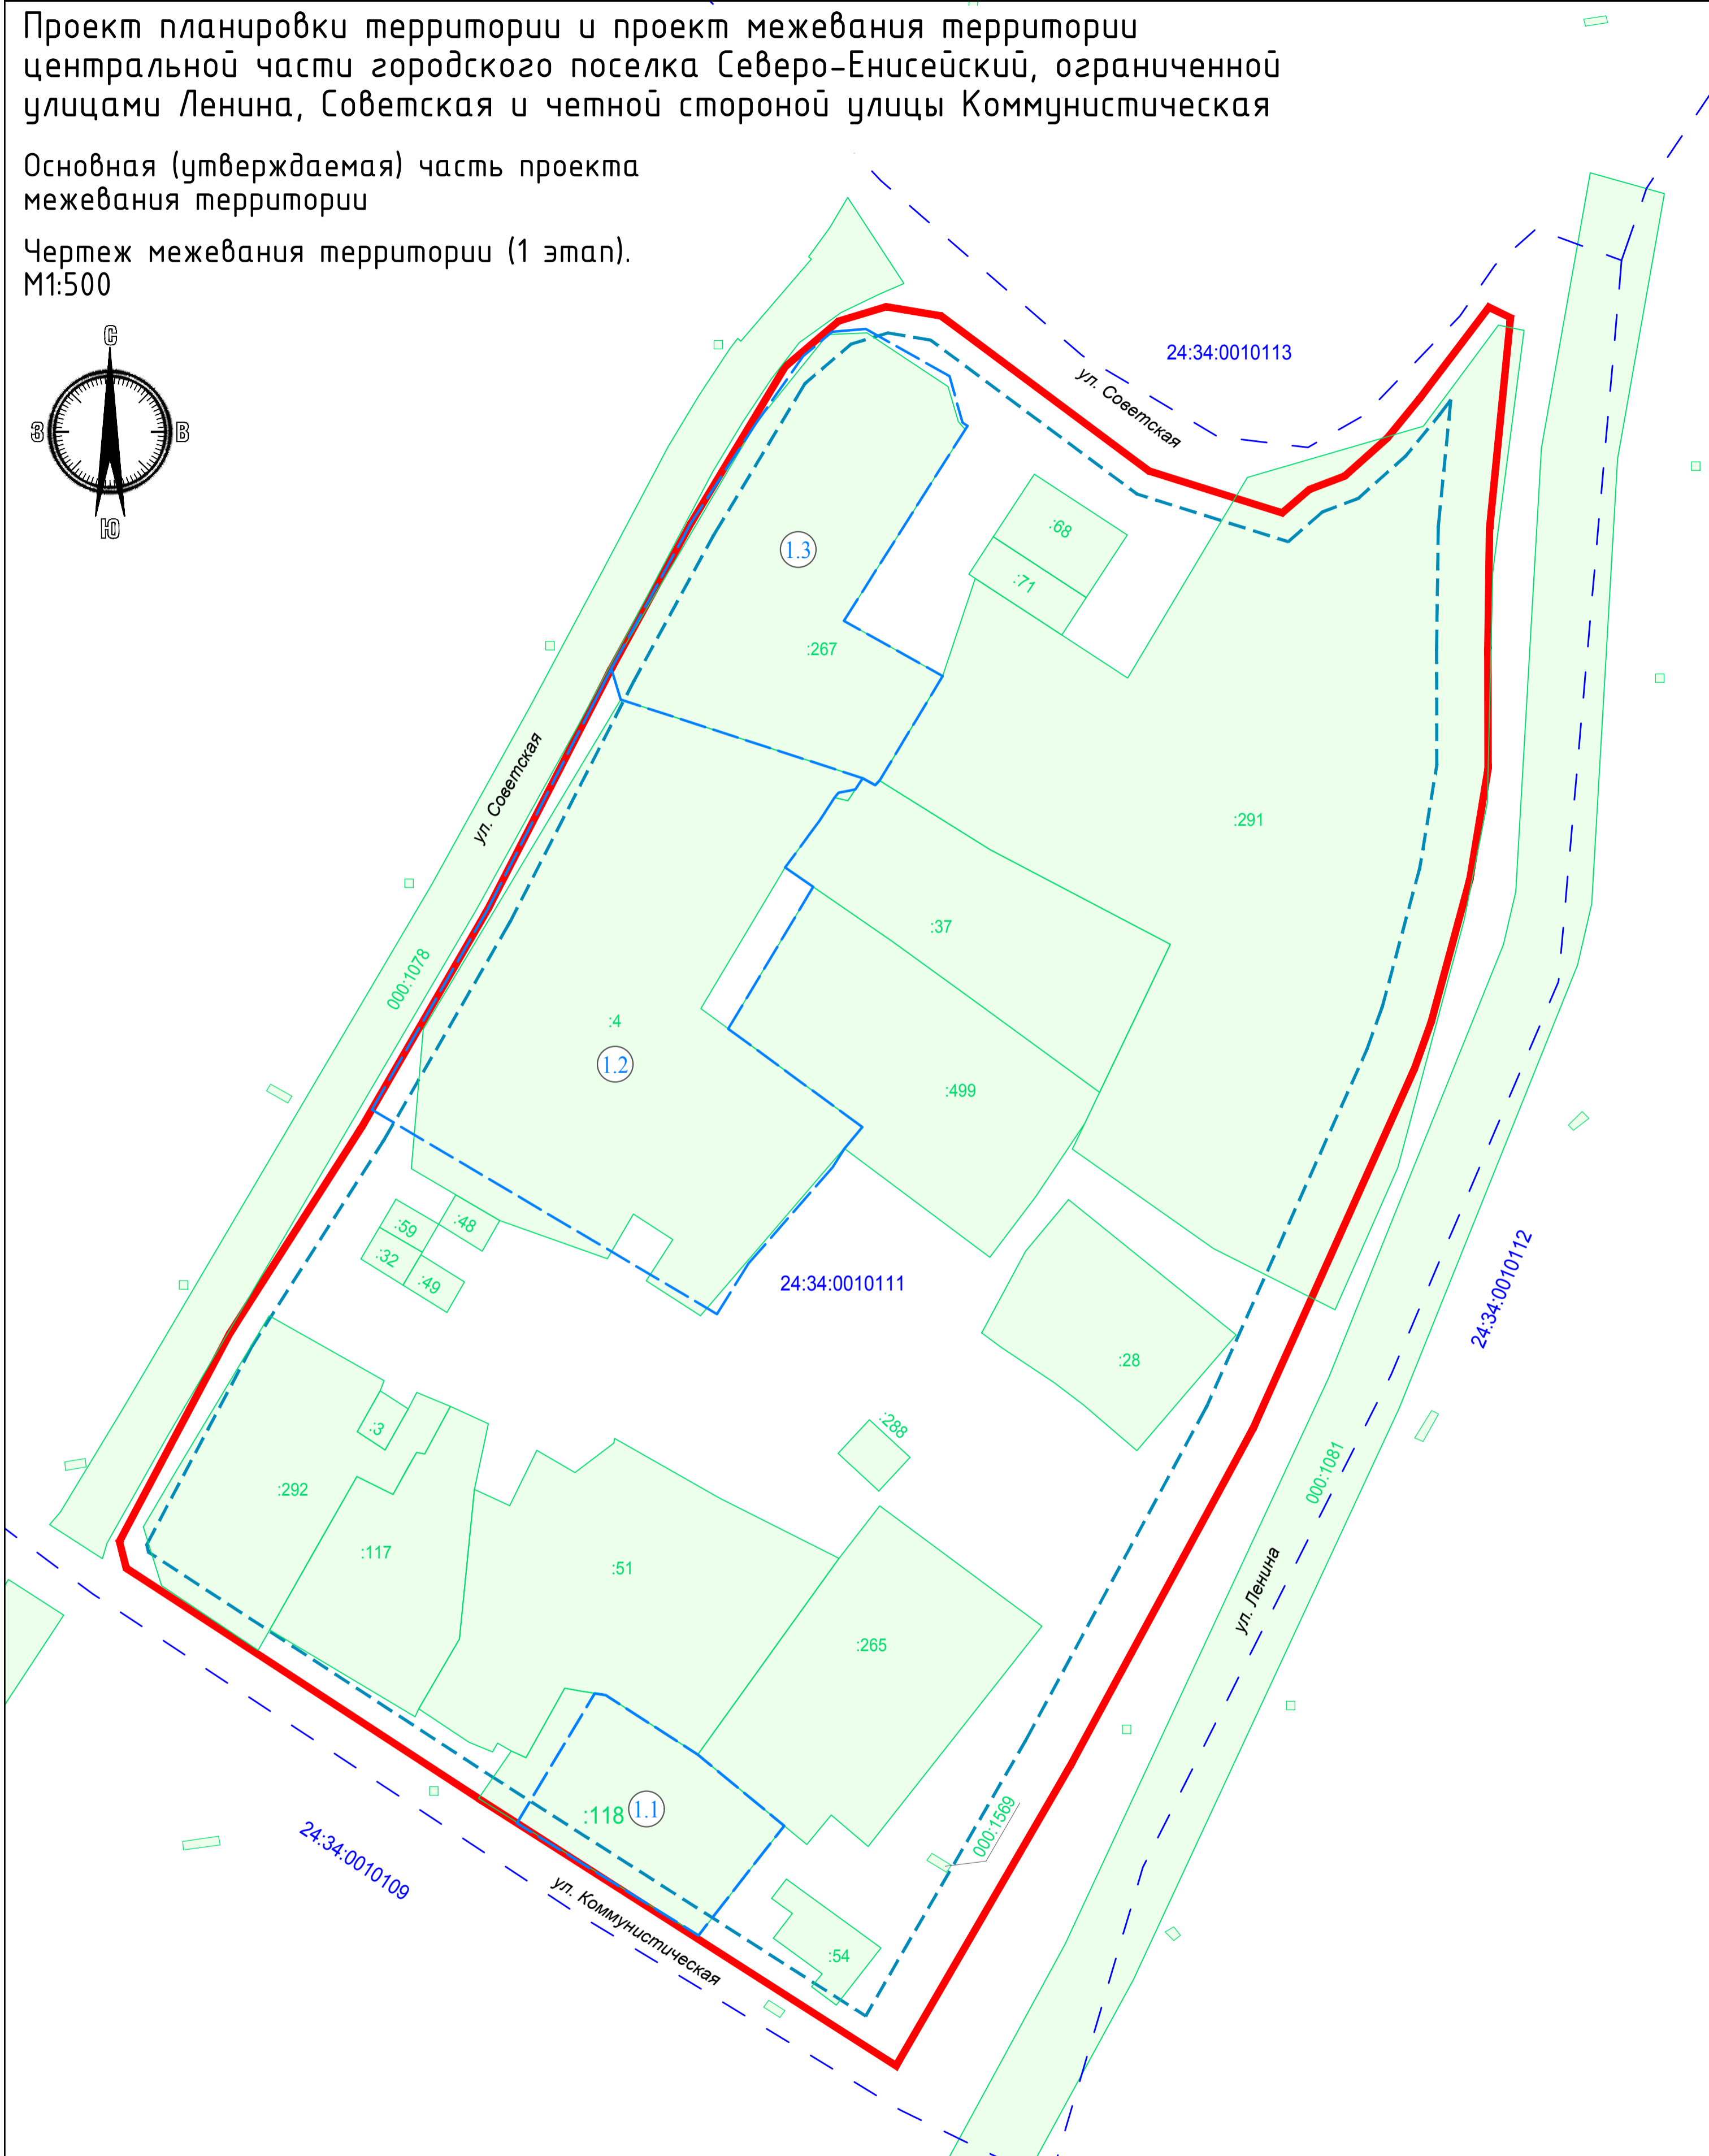 Проект планировки территории и проект межевания территории
центральной части городского поселка Северо-Енисейский, ограниченной
улицами Ленина, Советская и четной стороной улицы Коммунистическая
Основная (утверждаемая) часть проекта
межевания территории
Чертеж межевания территории (1 этап).
М1:500
С
З
В
Ю
24:34:0010113
ул. Советская
:68
1.3
:71
:267
ул. Советская
:291
:37
000:1078
:4
1.2
:499
:59
:48
:32
:49
24:34:0010111
24:34:0010112
:28
:3
:288
:292
000:1081
:117
:51
ул. Ленина
:265
:118
1.1
000:1569
24:34:0010109
ул. Коммунистическая
:54